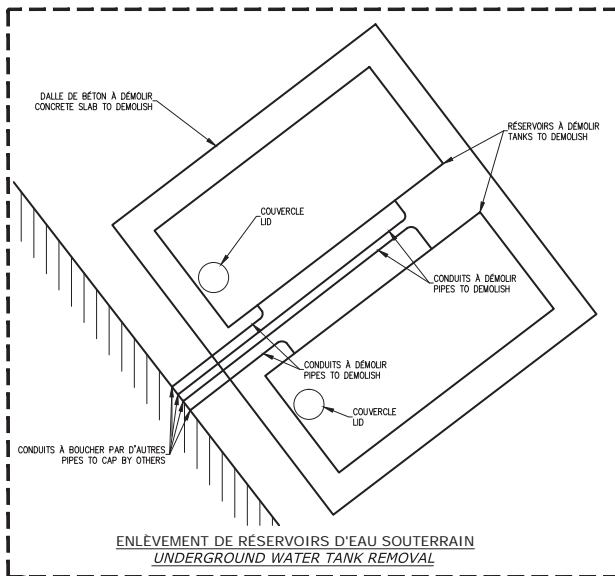 DALLE DE BÉTON À DÉMOLIR
CONCRETE SLAB TO DEMOLISH
RÉSERVOIRS À DÉMOLIR
TANKS TO DEMOLISH
COUVERCLE
LID
CONDUITS À DÉMOLIR
PIPES TO DEMOLISH
CONDUITS À DÉMOLIR
PIPES TO DEMOLISH
COUVERCLE
LID
CONDUITS À BOUCHER PAR D'AUTRES
PIPES TO CAP BY OTHERS
ENLÈVEMENT DE RÉSERVOIRS D'EAU SOUTERRAIN
UNDERGROUND WATER TANK REMOVAL